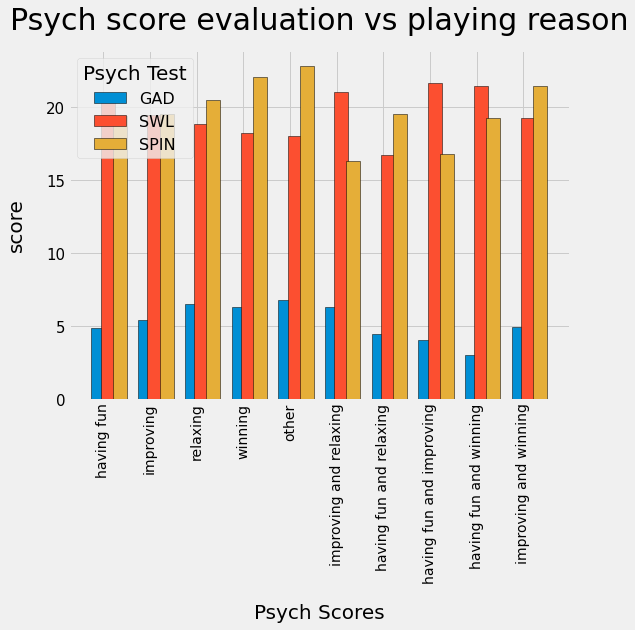 Psych score evaluation vs playing reason
Psych Test
GAD
SWL
SPIN
score
20
15
10
5
0
having fun
improving
relaxing
winning
other
improving and relaxing
having fun and relaxing
having fun and improving
having fun and winning
improving and winning
Psych Scores